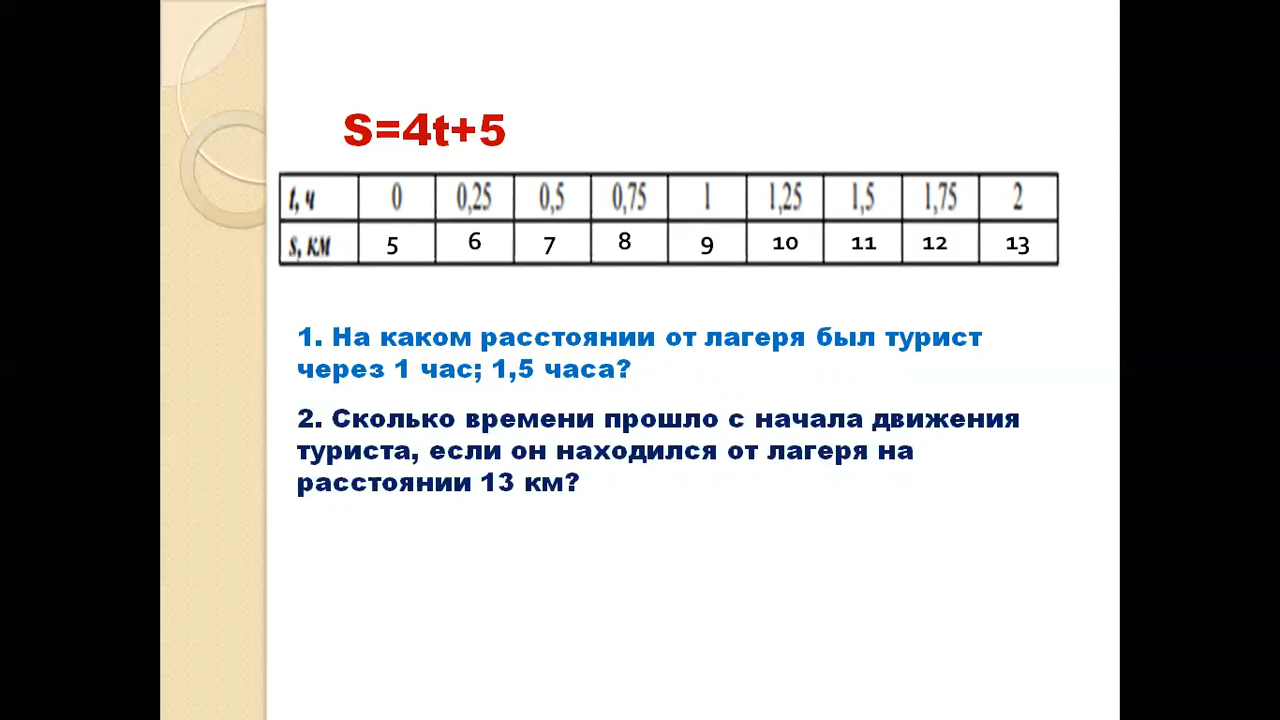 S=4t+5
t, ч 0 0,25 0,5 0,75 1 1,25 1,5 1,75 2
s, км 5 6 7 8 9 10 11 12 13
1. На каком расстоянии от лагеря был турист
через 1 час; 1,5 часа?
2. Сколько времени прошло с начала движения
туриста, если он находился от лагеря на
расстоянии 13 км?